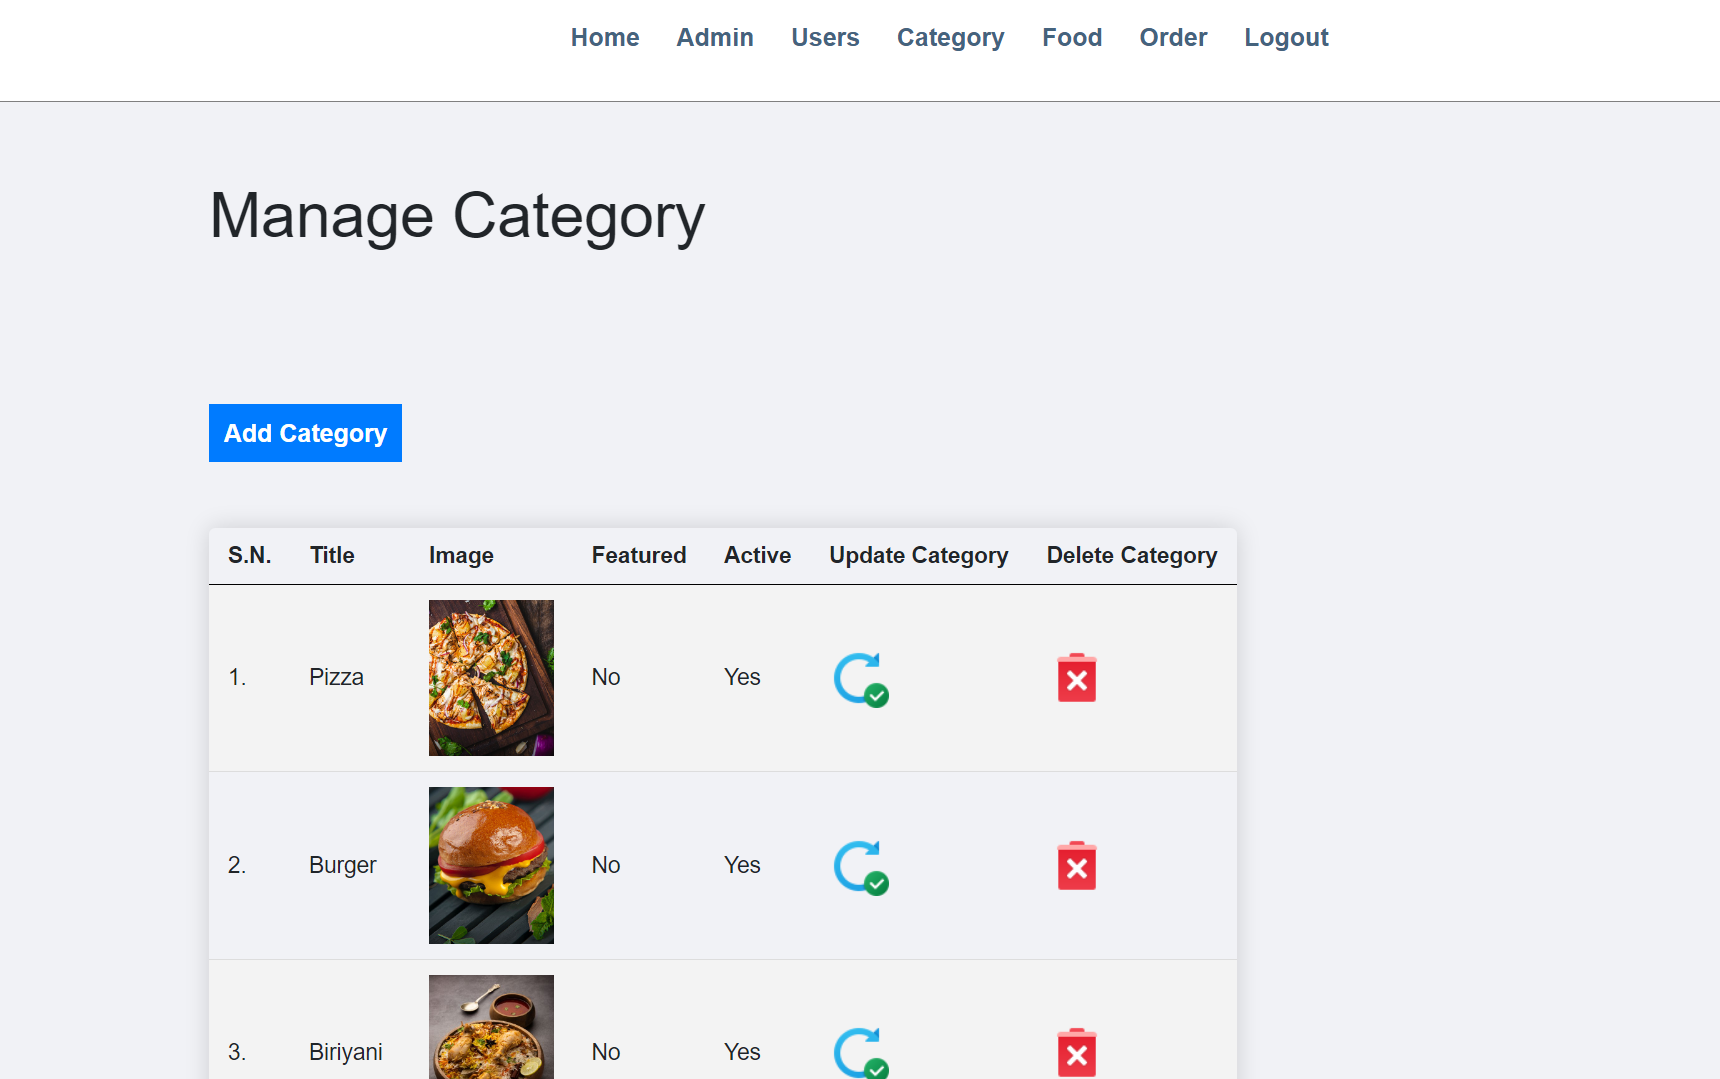 Home Admin Users Category Food Order Logout
Manage Category
Add Category
S.N. Title Image Featured Active Update Category Delete Category
1. Pizza No Yes
2. Burger No Yes
3. Biriyani No Yes